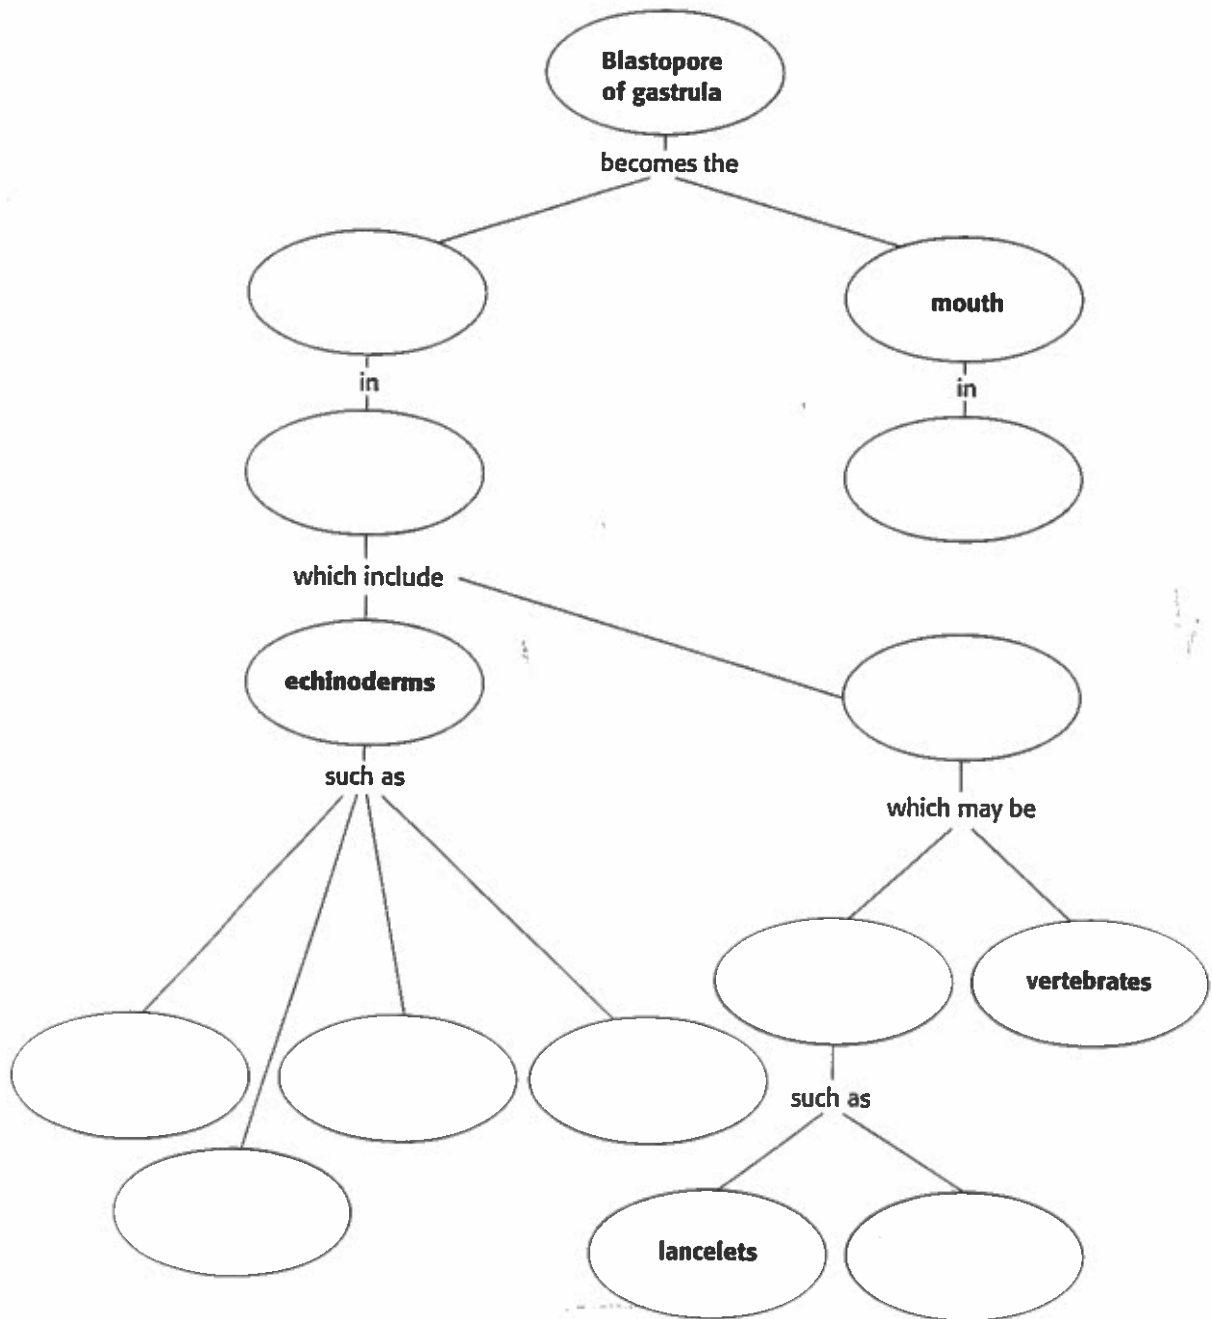 Blastopore
of gastrula
becomes the
mouth
in
in
which include
echinoderms
such as
which may be
vertebrates
such as
lancelets